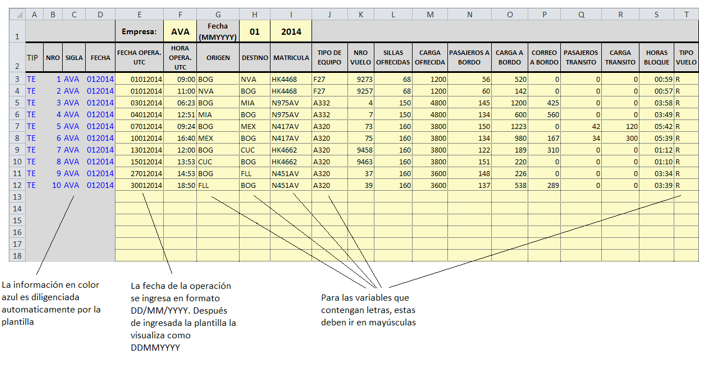 A B C D E F G H I J K L M N O P Q R S T
1 Empresa: AVA Fecha (MMYYYY) 01 2014
2 TIP NRO SIGLA FECHA FECHA OPERA. UTC HORA OPERA. UTC ORIGEN DESTINO MATRICULA TIPO DE EQUIPO NRO VUELO SILLAS OFRECIDAS CARGA OFRECIDA PASAJEROS A BORDO CARGA A BORDO CORREO A BORDO PASAJEROS TRANSITO CARGA TRANSITO HORAS BLOQUE TIPO VUELO
3 TE 1 AVA 012014 01012014 09:00 BOG NVA HK4468 F27 9273 68 1200 56 520 0 0 0 00:59 R
4 TE 2 AVA 012014 01012014 11:00 NVA BOG HK4468 F27 9257 68 1200 60 142 0 0 0 00:57 R
5 TE 3 AVA 012014 03012014 06:23 BOG MIA N975AV A332 4 150 4800 145 1200 425 0 0 03:58 R
6 TE 4 AVA 012014 04012014 12:51 MIA BOG N975AV A332 7 150 4800 134 600 560 0 0 03:49 R
7 TE 5 AVA 012014 07012014 09:24 BOG MEX N417AV A320 73 160 3800 150 1223 0 42 120 05:42 R
8 TE 6 AVA 012014 10012014 16:40 MEX BOG N417AV A320 75 160 3800 134 980 167 34 300 05:39 R
9 TE 7 AVA 012014 13012014 12:00 BOG CUC HK4662 A320 9458 160 3800 122 189 310 0 0 01:12 R
10 TE 8 AVA 012014 15012014 13:53 CUC BOG HK4662 A320 9463 160 3800 151 220 0 0 0 01:10 R
11 TE 9 AVA 012014 27012014 14:53 BOG FLL N451AV A320 37 160 3600 148 226 0 0 0 03:34 R
12 TE 10 AVA 012014 30012014 18:50 FLL BOG N451AV A320 39 160 3600 137 538 289 0 0 03:39 R
13
14
15
16
17
18
La información en color
azul es diligenciada
automaticamente por la
plantilla
La fecha de la operación
se ingresa en formato
DD/MM/YYYY. Después
de ingresada la plantilla la
visualiza como
DDMMYYYY
Para las variables que
contengan letras, estas
deben ir en mayúsculas